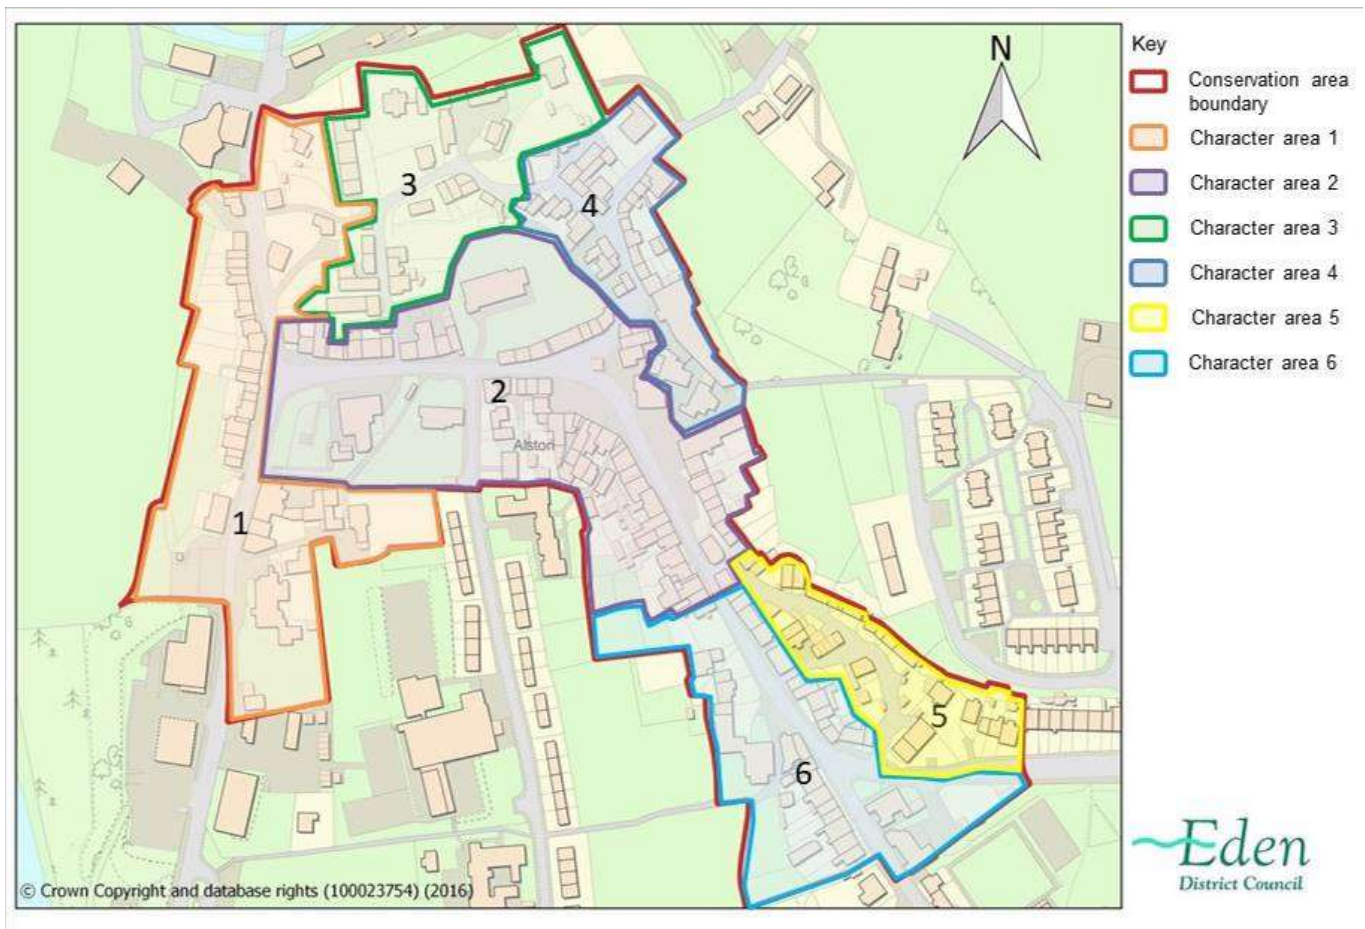 N
3
4
2
Alston
1
5
6
© Crown Copyright and database rights (100023754) (2016)
Key
Conservation area
boundary
Character area 1
Character area 2
Character area 3
Character area 4
Character area 5
Character area 6
Eden
District Council